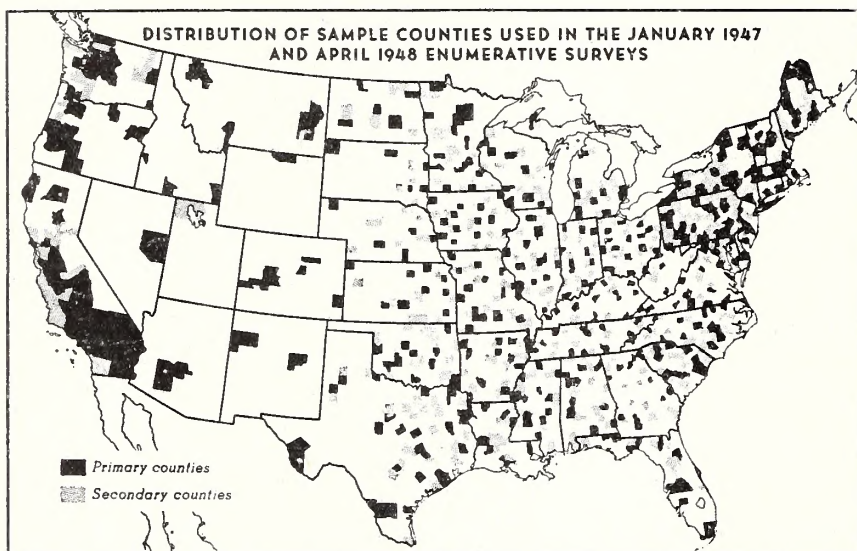 DISTRIBUTION OF SAMPLE COUNTIES USED IN THE JANUARY 1947
AND APRIL 1948 ENUMERATIVE SURVEYS
Primary counties
Secondary counties